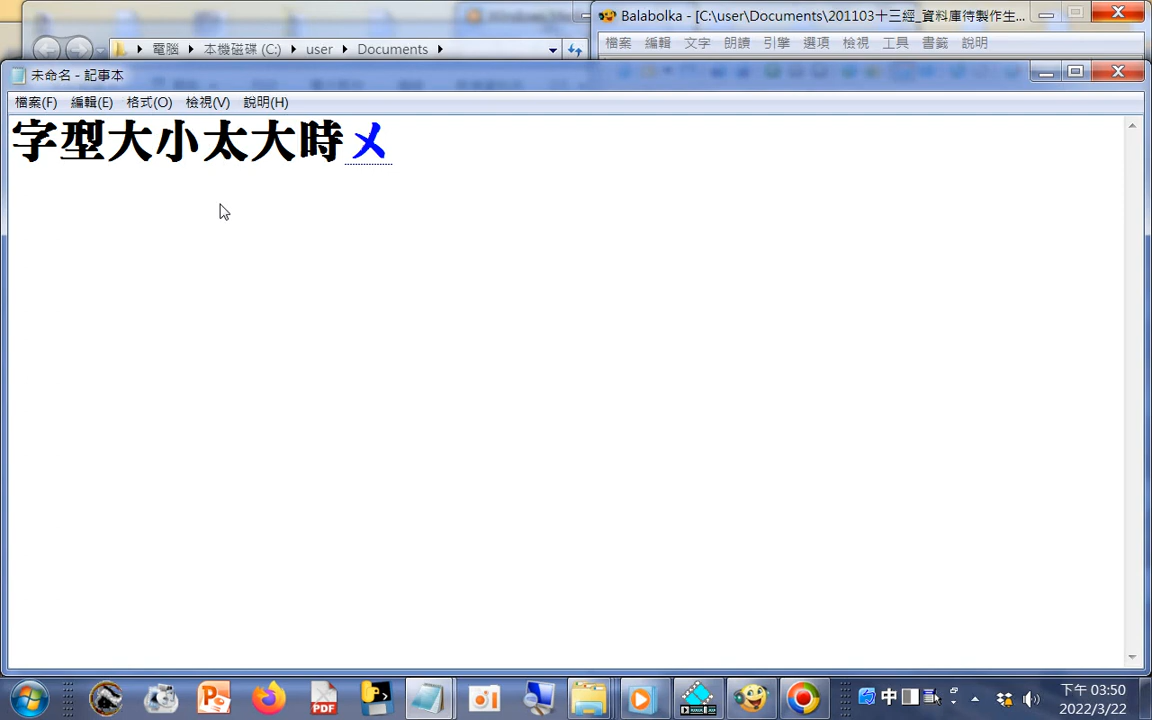 Balabolka - [C:\user\Documents\201103十三經_資料庫待製作生...
電腦 本機磁碟 (C:) user Documents
檔案 編輯 文字 朗讀 引擎 選項 檢視 工具 書籤 說明
未命名 - 記事本
檔案(F) 編輯(E) 格式(O) 檢視(V) 說明(H)
字型大小太大時ㄨ
中 下午 03:50
2022/3/22